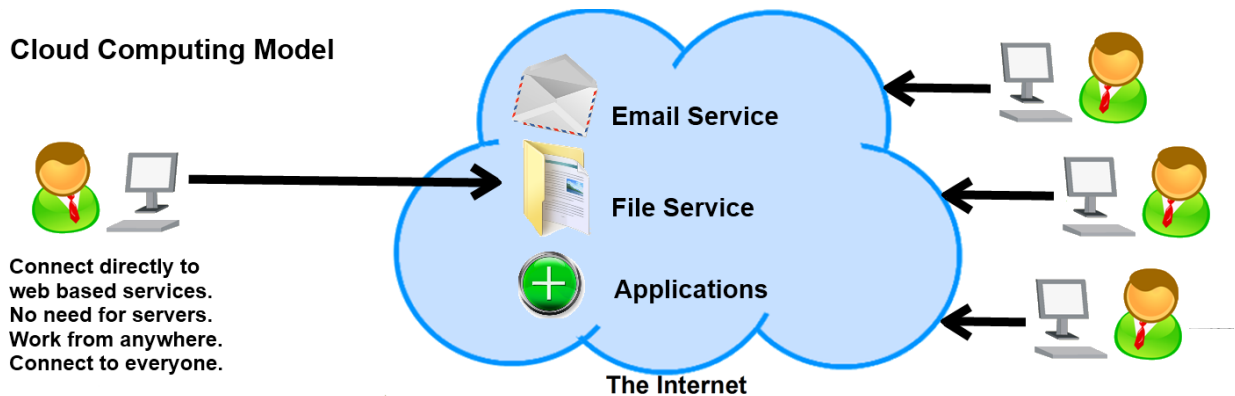 Cloud Computing Model
Email Service
File Service
Applications
Connect directly to
web based services.
No need for servers.
Work from anywhere.
Connect to everyone.
The Internet